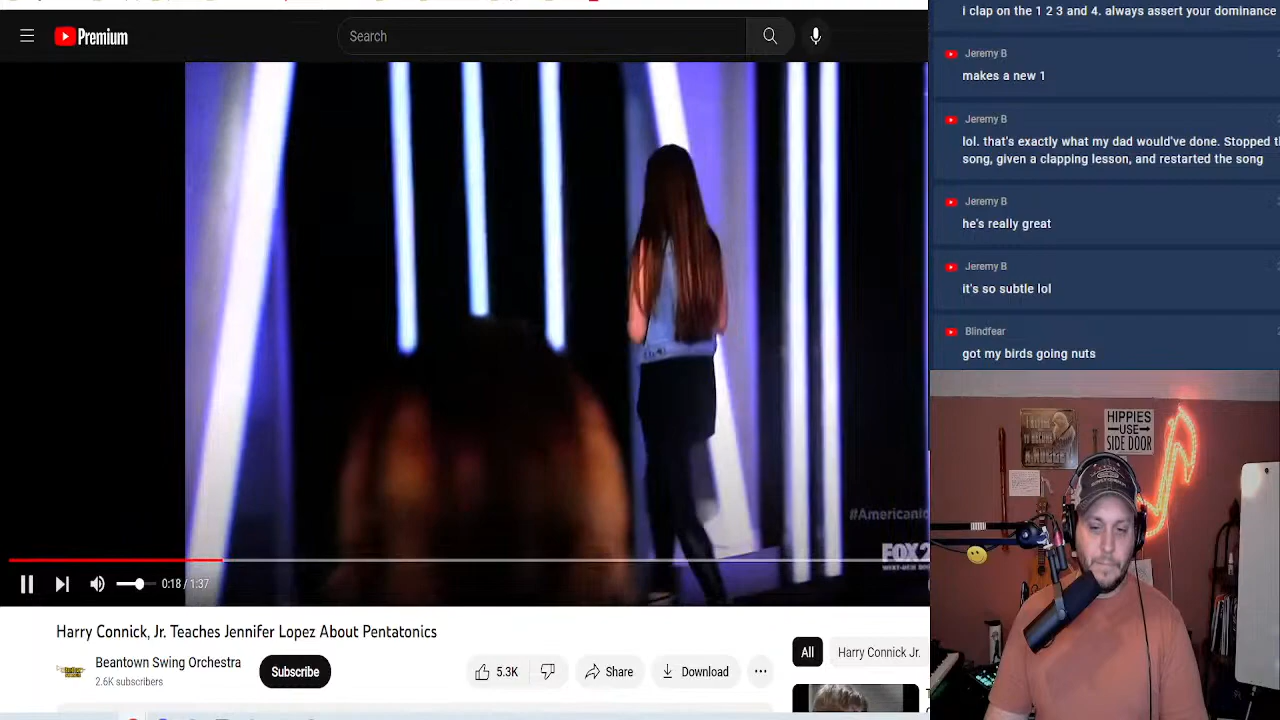 Premium
Search
#AmericanI
FOX2
0:18 / 1:37
Harry Connick, Jr. Teaches Jennifer Lopez About Pentatonics
Beantown Swing Orchestra
2.6K subscribers
Subscribe
5.3K
Share
Download
All
Harry Connick Jr.
i clap on the 1 2 3 and 4. always assert your dominance
Jeremy B
makes a new 1
Jeremy B
lol. that's exactly what my dad would've done. Stopped t
song, given a clapping lesson, and restarted the song
Jeremy B
he's really great
Jeremy B
it's so subtle lol
Blindfear
got my birds going nuts
HIPPIES
USE
SIDE DOOR